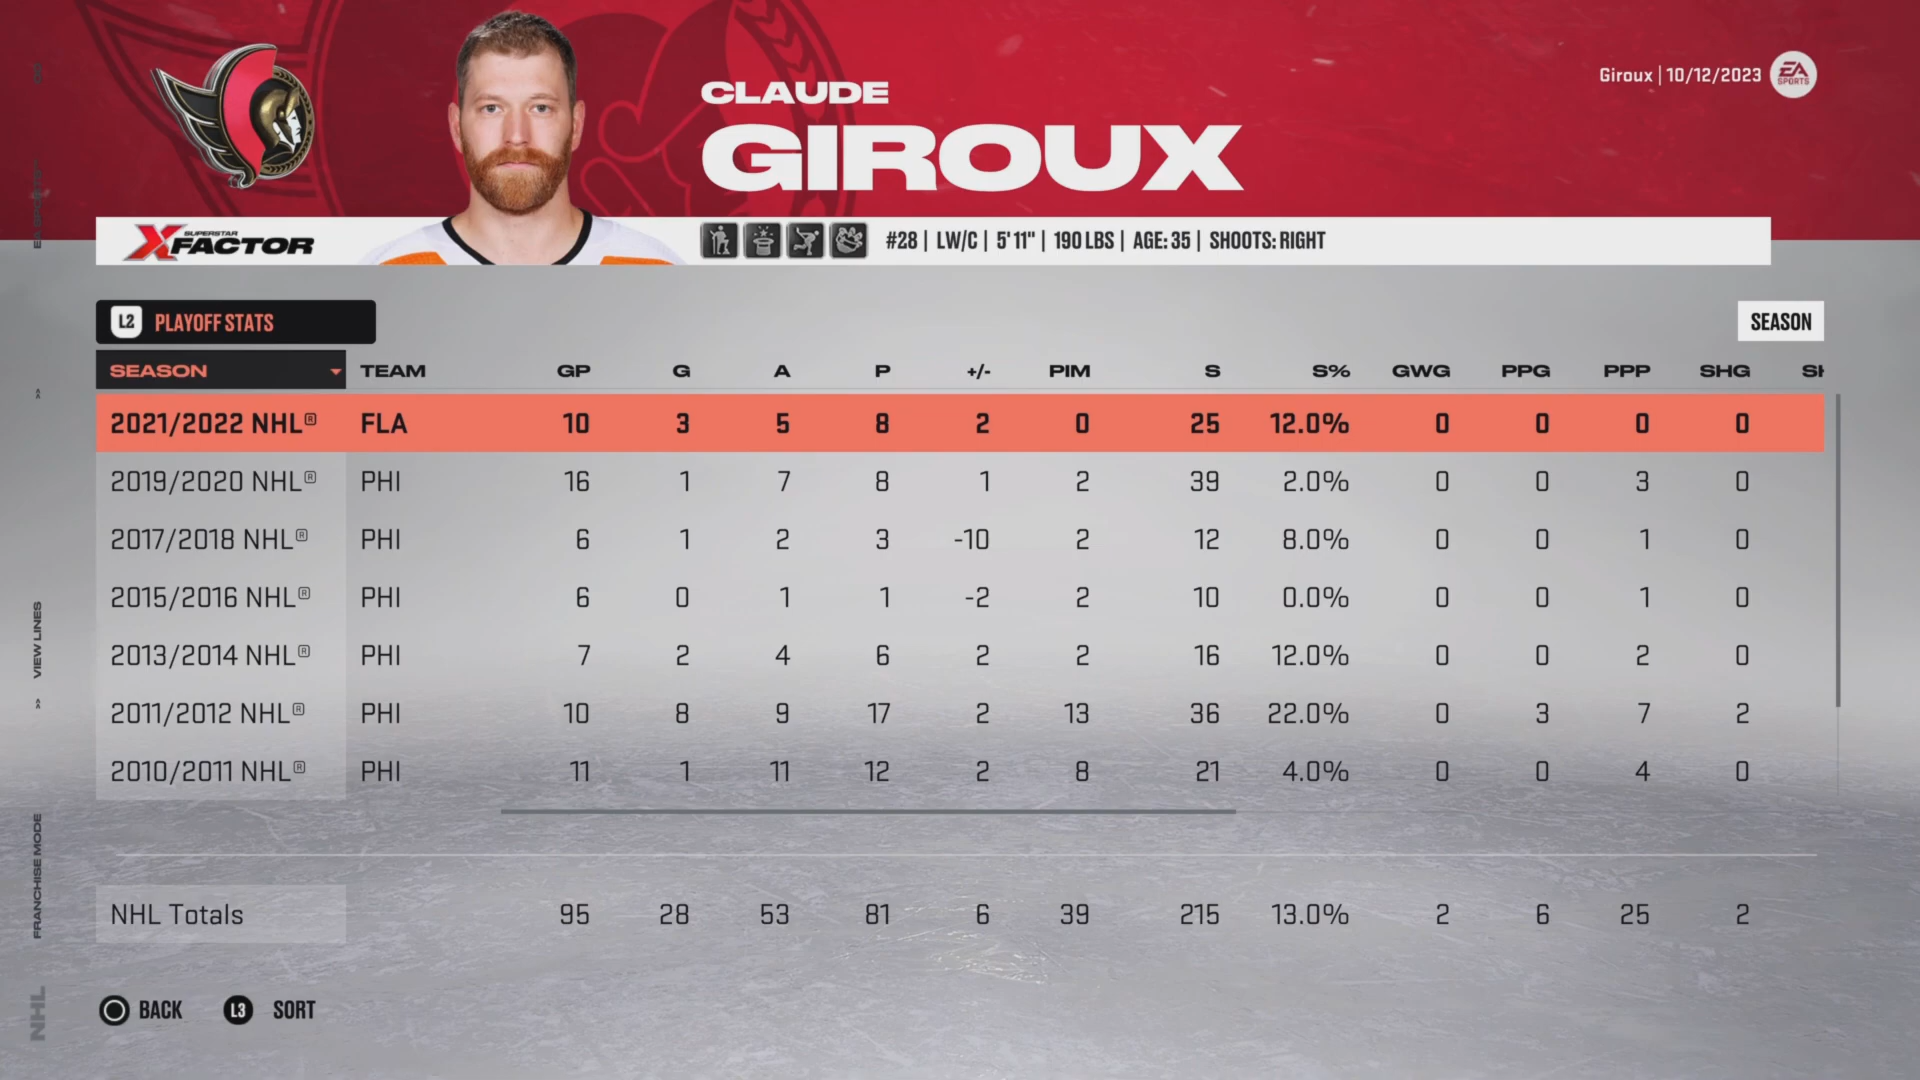 CLAUDE
GIROUX
Giroux | 10/12/2023
EA SPORTS
SUPERSTAR
XFACTOR
#28 | LW/C | 5'11" | 190 LBS | AGE: 35 | SHOOTS: RIGHT
L2 PLAYOFF STATS
SEASON
SEASON TEAM GP G A P +/- PIM S S% GWG PPG PPP SHG
2021/2022 NHL® FLA 10 3 5 8 2 0 25 12.0% 0 0 0 0
2019/2020 NHL® PHI 16 1 7 8 1 2 39 2.0% 0 0 3 0
2017/2018 NHL® PHI 6 1 2 3 -10 2 12 8.0% 0 0 1 0
2015/2016 NHL® PHI 6 0 1 1 -2 2 10 0.0% 0 0 1 0
2013/2014 NHL® PHI 7 2 4 6 2 2 16 12.0% 0 0 2 0
2011/2012 NHL® PHI 10 8 9 17 2 13 36 22.0% 0 3 7 2
2010/2011 NHL® PHI 11 1 11 12 2 8 21 4.0% 0 0 4 0
NHL Totals 95 28 53 81 6 39 215 13.0% 2 6 25 2
BACK L3 SORT
NHL
FRANCHISE MODE
VIEW LINES